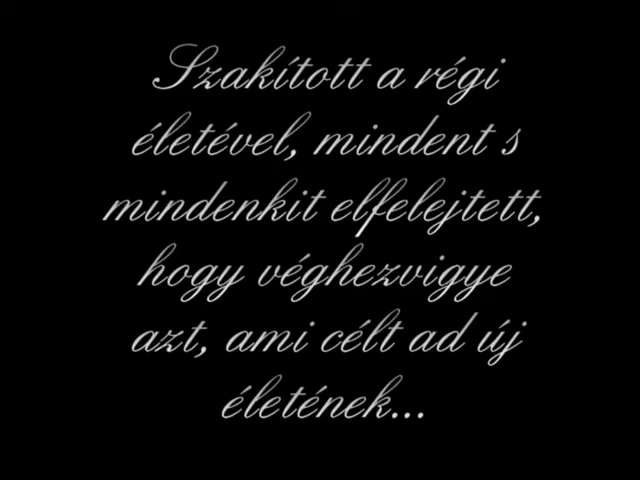 Szakított a régi
életével, mindent s
mindenkit elfelejtett,
hogy véghezvigye
azt, ami célt ad új
életének...